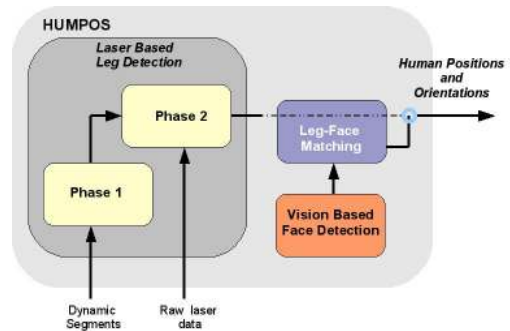 HUMPOS
Laser Based
Leg Detection
Human Positions
and
Orientations
Phase 2
Leg-Face
Matching
Phase 1
Vision Based
Face Detection
Dynamic
Segments
Raw laser
data